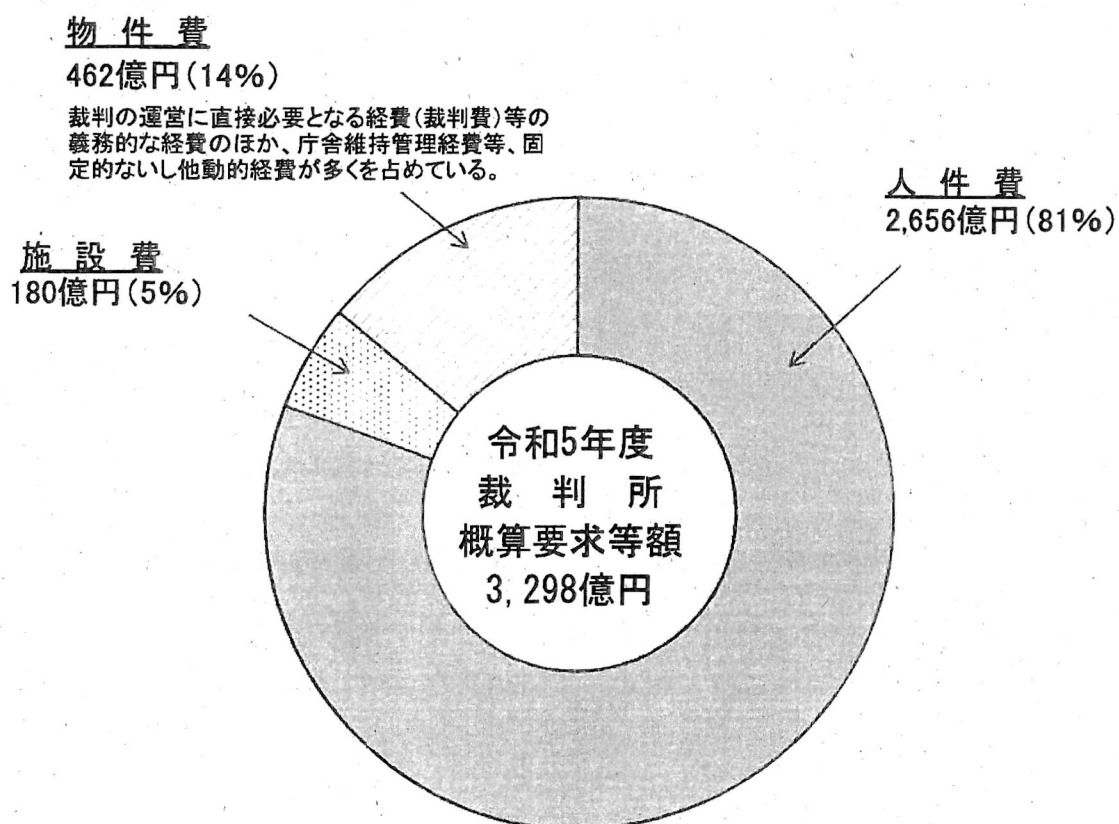 物件費
462億円(14%)
裁判の運営に直接必要となる経費(裁判費)等の
義務的な経費のほか、庁舎維持管理経費等、固
定的ないし他動的経費が多くを占めている。
人件費
2,656億円(81%)
施設費
180億円(5%)
令和5年度
裁判所
概算要求等額
3,298億円